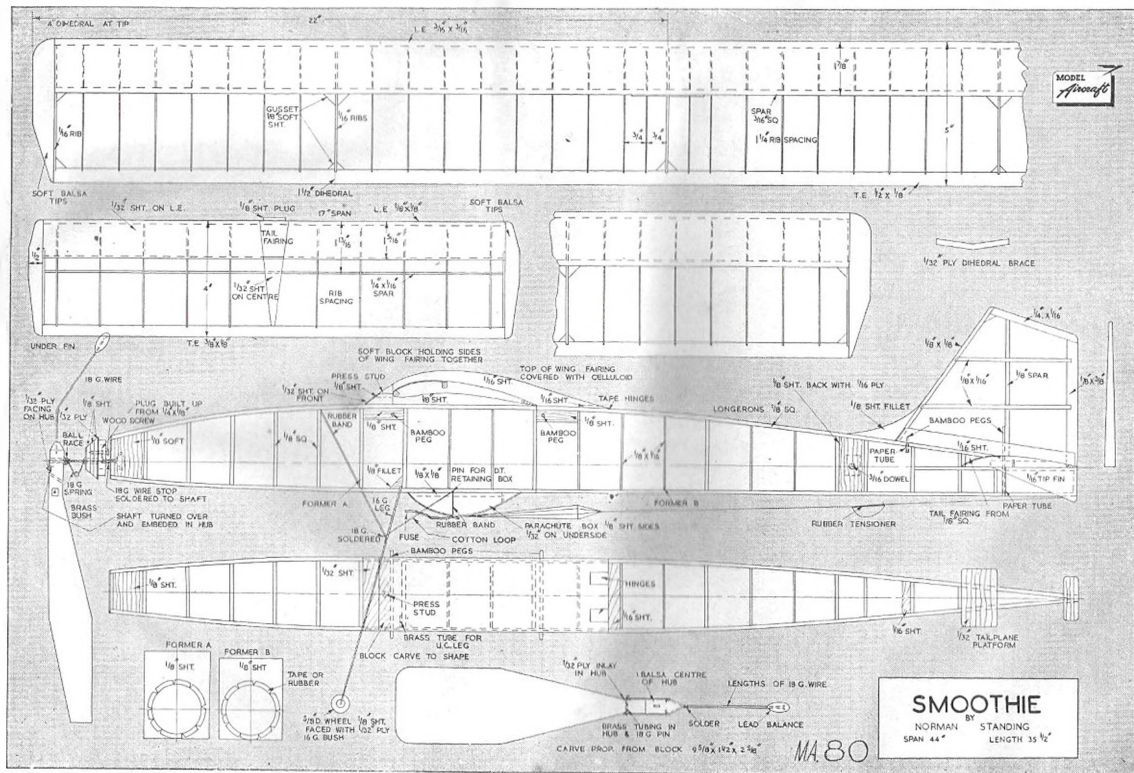 4" DIHEDRAL AT TIP
22"
L.E 3/16 x 3/16"
1 7/8"
MODEL
Aircraft
1/16" RIB
GUSSET
1/8" SOFT
SHT.
1/16" RIBS
3/4"
3/4"
SPAR
3/16" SQ
1 1/4" RIB SPACING
5"
SOFT BALSA
TIPS
1 1/2" DIHEDRAL
T.E. 1/2" x 1/8"
1/32" SHT. ON L.E.
1/8" SHT. PLUG
17" SPAN
L.E
SOFT BALSA
TIPS
TAIL
FAIRING
1/2"
4"
1/32" SHT
ON CENTRE
RIB
SPACING
1/4" x 1/16"
SPAR
T.E 3/8" x 1/8"
1/32" PLY DIHEDRAL BRACE
UNDER FIN
18 G. WIRE
SOFT BLOCK HOLDING SIDES
OF WING FAIRING TOGETHER
TOP OF WING FAIRING
COVERED WITH CELLULOID
PRESS STUD
1/8" SHT.
1/32" SHT. ON
FRONT
1/16" SHT.
1/8" SHT.
TAPE HINGES
1/8" SHT. BACK WITH 1/16 PLY
LONGERONS 1/8" SQ.
1/8" SHT. FILLET
1/4" x 1/16"
1/8" SPAR
BAMBOO PEGS
1/32" PLY
FACING
ON HUB
1/32" PLY
1/8" SHT.
PLUG BUILT UP
FROM 1/4" x 1/8"
WOOD SCREW
BALL
RACE
1/8" SOFT
1/8" SQ
RUBBER
BAND
1/8" SHT.
BAMBOO
PEG
BAMBOO
PEG
1/8" SHT.
PAPER
TUBE
3/16" DOWEL
1/16" SHT.
1/16" TIP FIN
18 G
SPRING
BRASS
BUSH
18 G WIRE STOP
SOLDERED TO SHAFT
SHAFT TURNED OVER
AND EMBEDED IN HUB
1/8" FILLET
FORMER A
16 G
LEG
PIN FOR D.T.
RETAINING BOX
FORMER B
TAIL FAIRING FROM
1/8" SQ.
PAPER TUBE
18 G
SOLDERED
FUSE
RUBBER BAND
COTTON LOOP
PARACHUTE BOX 1/8" SHT. SIDES
1/32" ON UNDERSIDE
RUBBER TENSIONER
BAMBOO PEGS
1/8" SHT.
1/32" SHT
PRESS
STUD
HINGES
1/16" SHT.
1/16" SHT.
1/32" TAILPLANE
PLATFORM
BRASS TUBE FOR
U.C. LEG
BLOCK CARVE TO SHAPE
FORMER A
1/8" SHT.
FORMER B
1/8" SHT
TAPE OR
RUBBER
1/8" SHT.
1/32" PLY
FACED WITH
16 G. BUSH
1/32" PLY INLAY
IN HUB
BALSA CENTRE
OF HUB
LENGTHS OF 18 G. WIRE
BRASS TUBING IN
HUB & 18 G PIN
SOLDER
LEAD BALANCE
CARVE PROP. FROM BLOCK
SMOOTHIE
BY
NORMAN STANDING
SPAN 44"
LENGTH 35 1/2"
MA.80